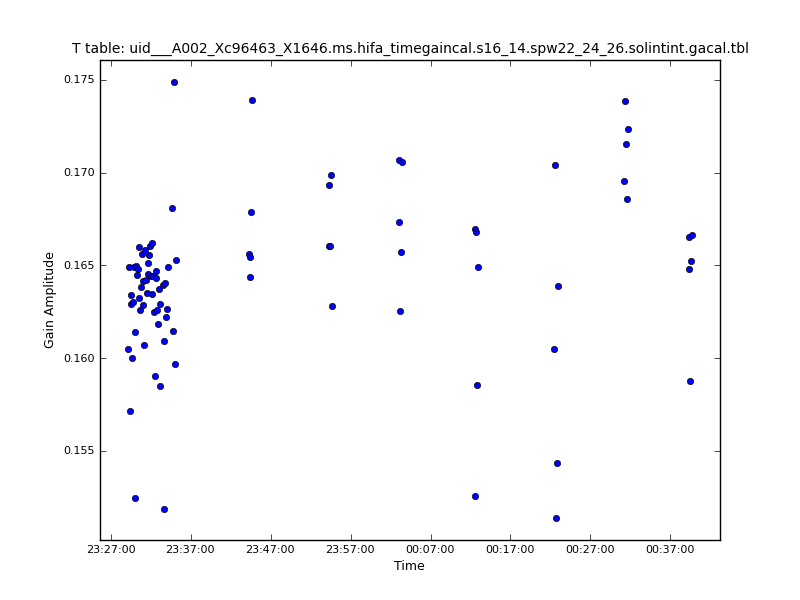 T table: uid___A002_Xc96463_X1646.ms.hifa_timegaincal.s16_14.spw22_24_26.solintint.gacal.tbl
0.175
0.170
0.165
0.160
0.155
Gain Amplitude
23:27:00 23:37:00 23:47:00 23:57:00 00:07:00 00:17:00 00:27:00 00:37:00
Time